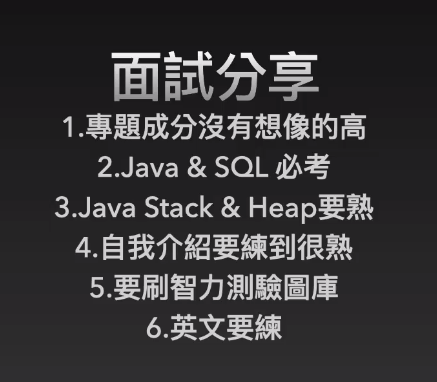 面試分享
1.專題成分沒有想像的高
2.Java & SQL 必考
3.Java Stack & Heap要熟
4.自我介紹要練到很熟
5.要刷智力測驗圖庫
6.英文要練